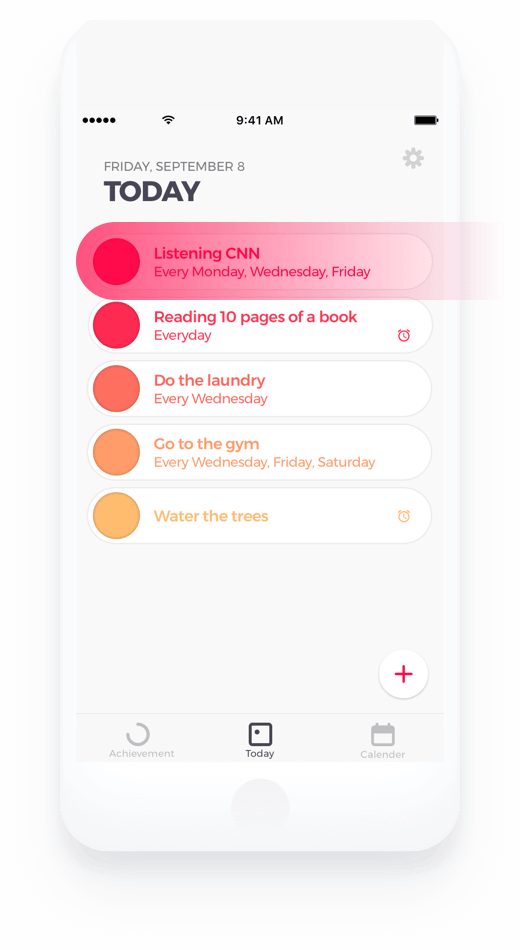 9:41 AM
FRIDAY, SEPTEMBER 8
TODAY
Listening CNN
Every Monday, Wednesday, Friday
Reading 10 pages of a book
Everyday
Do the laundry
Every Wednesday
Go to the gym
Every Wednesday, Friday, Saturday
Water the trees
Achievement
Today
Calender